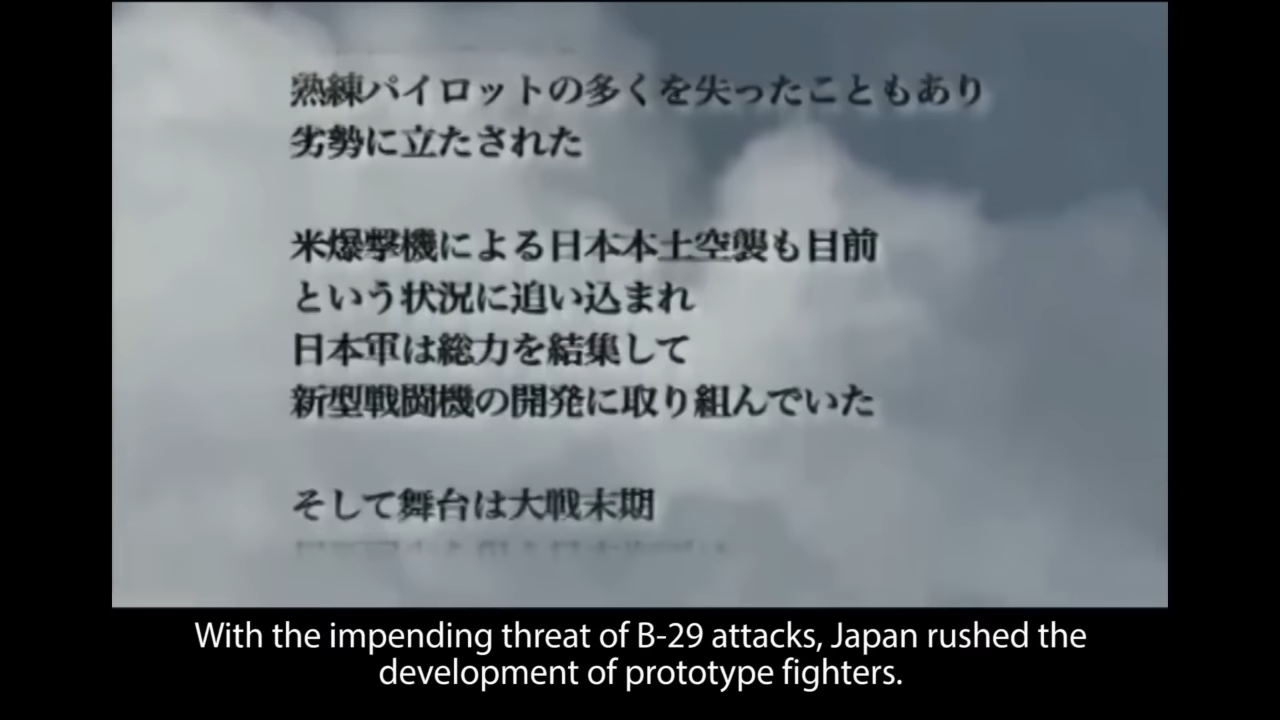 熟練パイロットの多くを失ったこともあり
劣勢に立たされた
米爆撃機による日本本土空襲も目前
という状況に追い込まれ
日本軍は総力を結集して
新型戦闘機の開発に取り組んでいた
そして舞台は大戦末期
With the impending threat of B-29 attacks, Japan rushed the
development of prototype fighters.